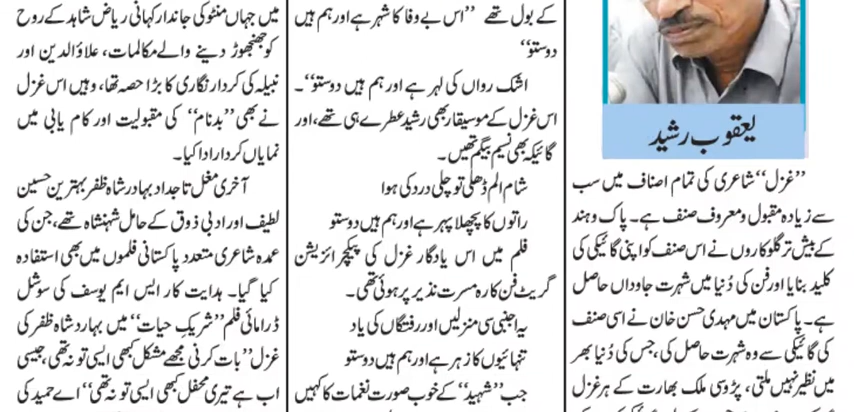 یعقوب رشید
”غزل“ شاعری کی تمام اصناف میں سب
سے زیادہ مقبول و معروف صنف ہے۔ پاک و ہند
کے بیش تر گلوکاروں نے اس صنف کو اپنی گائیکی کی
کلید بنایا اور فن کی دُنیا میں شہرت جاوداں حاصل
ہے۔ پاکستان میں مہدی حسن خان نے اسی صنف
کی گائیکی سے وہ شہرت حاصل کی، جس کی دُنیا بھر
میں نظیر نہیں ملتی، پڑوسی ملک بھارت کے ہر غزل
کے بول تھے ”اس بے وفا کا شہر ہے اور ہم ہیں
دوستو“
اشک رواں کی لہر ہے اور ہم ہیں دوستو“۔
اس غزل کے موسیقار بھی رشید عطرے ہی تھے، اور
گائیکہ بھی نسیم بیگم تھیں۔
شام الم ڈھلی تو چلی درد کی ہوا
راتوں کا پچھلا پہر ہے اور ہم ہیں دوستو
فلم میں اس یادگار غزل کی پکچرائزیشن
گریٹ فن کارہ مسرت نذیر پر ہوئی تھی۔
یہ اجنبی سی منزلیں اور رفتگاں کی یاد
تنہائیوں کا زہر ہے اور ہم ہیں دوستو
جب ”شہید“ کے خوب صورت نغمات کا کہیں
میں جہاں منٹو کی جاندار کہانی ریاض شاہد کے روح
کو جھنجھوڑ دینے والے مکالمات، علاؤالدین اور
نبیلہ کی کردار نگاری کا بڑا حصہ تھا، وہیں اس غزل
نے بھی ”بدنام“ کی مقبولیت اور کام یابی میں
نمایاں کردار ادا کیا۔
آخری مغل تاجداد بہادر شاہ ظفر بہترین حسین
لطیف اور ادبی ذوق کے حامل شہنشاہ تھے، جن کی
عمدہ شاعری متعدد پاکستانی فلموں میں بھی استفادہ
کیا گیا۔ ہدایت کار ایس ایم یوسف کی سوشل
ڈرامائی فلم ”شریک حیات“ میں بہارد شاہ ظفر کی
غزل ”بات کرنی مجھے مشکل کبھی ایسی تو نہ تھی، جیسی
اب ہے تیری محفل کبھی ایسی تو نہ تھی“ اے حمید کی